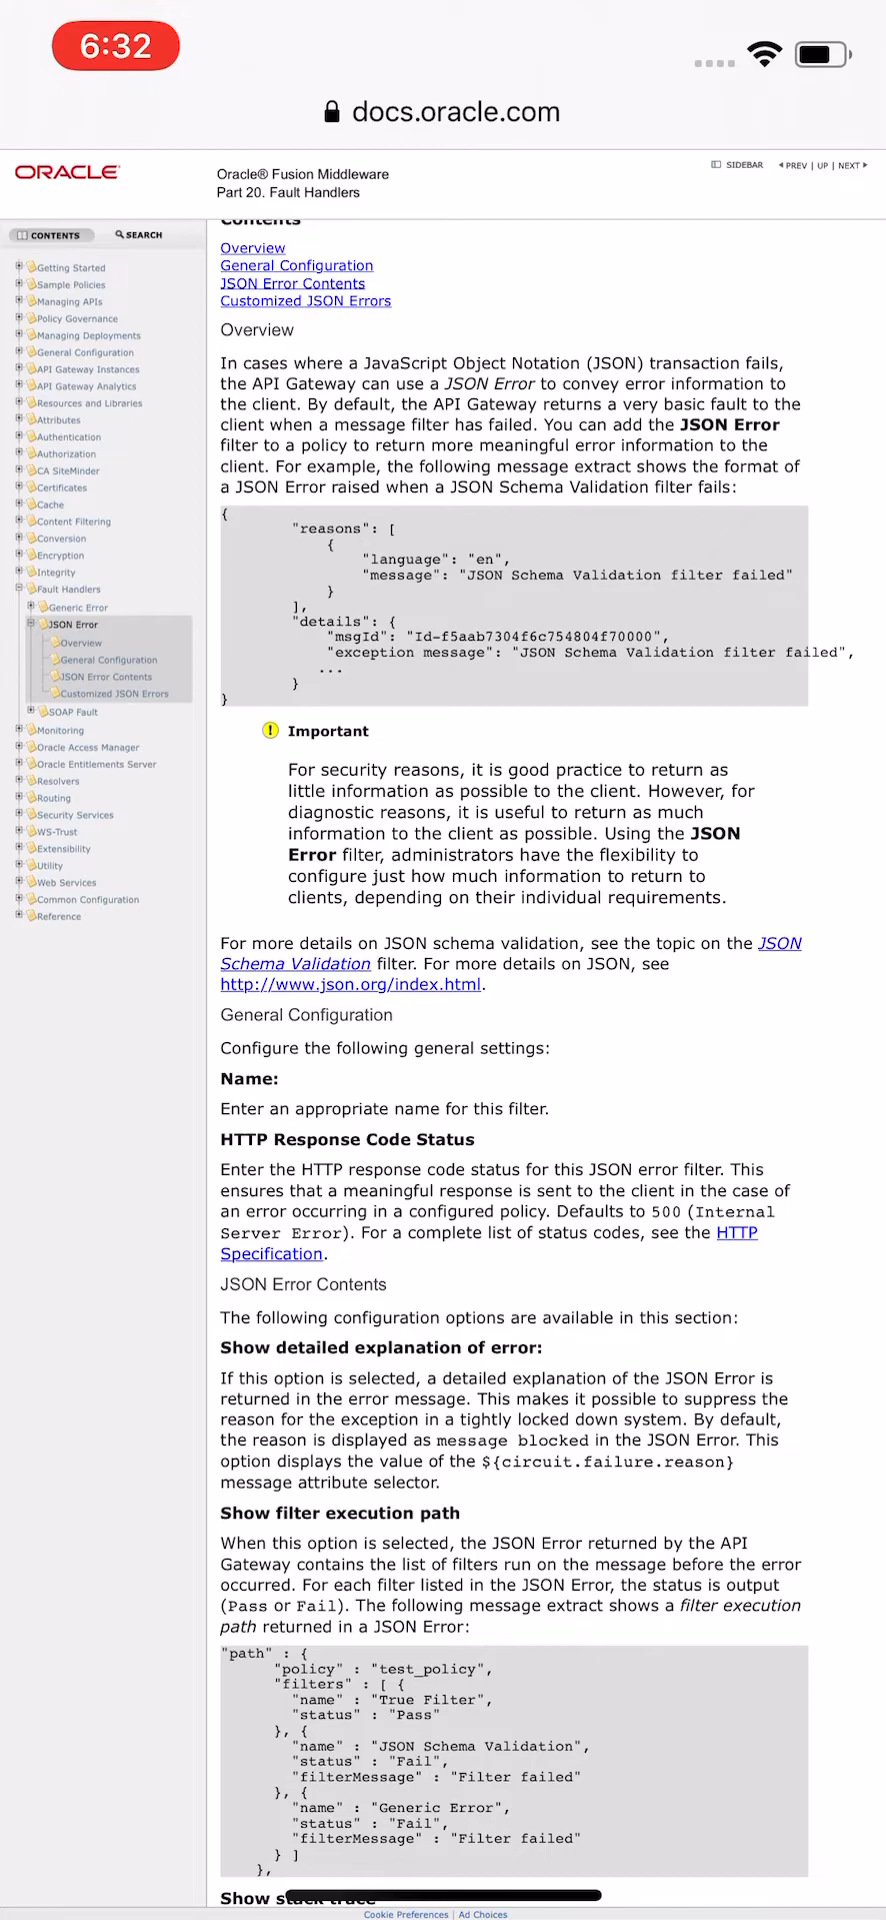 6:32
docs.oracle.com
ORACLE
Oracle® Fusion Middleware
Part 20. Fault Handlers
SIDEBAR PREV | UP | NEXT
CONTENTS SEARCH
Getting Started
Sample Policies
Managing APIs
Policy Governance
Managing Deployments
General Configuration
API Gateway Instances
API Gateway Analytics
Resources and Libraries
Attributes
Authentication
Authorization
CA SiteMinder
Certificates
Cache
Content Filtering
Conversion
Encryption
Integrity
Fault Handlers
Generic Error
JSON Error
Overview
General Configuration
JSON Error Contents
Customized JSON Errors
SOAP Fault
Monitoring
Oracle Access Manager
Oracle Entitlements Server
Resolvers
Routing
Security Services
WS-Trust
Extensibility
Utility
Web Services
Common Configuration
Reference
Contents
Overview
General Configuration
JSON Error Contents
Customized JSON Errors
Overview
In cases where a JavaScript Object Notation (JSON) transaction fails,
the API Gateway can use a JSON Error to convey error information to
the client. By default, the API Gateway returns a very basic fault to the
client when a message filter has failed. You can add the JSON Error
filter to a policy to return more meaningful error information to the
client. For example, the following message extract shows the format of
a JSON Error raised when a JSON Schema Validation filter fails:
{
"reasons": [
{
"language": "en",
"message": "JSON Schema Validation filter failed"
}
],
"details": {
"msgId": "Id-f5aab7304f6c754804f70000",
"exception message": "JSON Schema Validation filter failed",
...
}
}
! Important
For security reasons, it is good practice to return as
little information as possible to the client. However, for
diagnostic reasons, it is useful to return as much
information to the client as possible. Using the JSON
Error filter, administrators have the flexibility to
configure just how much information to return to
clients, depending on their individual requirements.
For more details on JSON schema validation, see the topic on the JSON
Schema Validation filter. For more details on JSON, see
http://www.json.org/index.html.
General Configuration
Configure the following general settings:
Name:
Enter an appropriate name for this filter.
HTTP Response Code Status
Enter the HTTP response code status for this JSON error filter. This
ensures that a meaningful response is sent to the client in the case of
an error occurring in a configured policy. Defaults to 500 (Internal
Server Error). For a complete list of status codes, see the HTTP
Specification.
JSON Error Contents
The following configuration options are available in this section:
Show detailed explanation of error:
If this option is selected, a detailed explanation of the JSON Error is
returned in the error message. This makes it possible to suppress the
reason for the exception in a tightly locked down system. By default,
the reason is displayed as message blocked in the JSON Error. This
option displays the value of the ${circuit.failure.reason}
message attribute selector.
Show filter execution path
When this option is selected, the JSON Error returned by the API
Gateway contains the list of filters run on the message before the error
occurred. For each filter listed in the JSON Error, the status is output
(Pass or Fail). The following message extract shows a filter execution
path returned in a JSON Error:
"path" : {
"policy" : "test_policy",
"filters" : [ {
"name" : "True Filter",
"status" : "Pass"
}, {
"name" : "JSON Schema Validation",
"status" : "Fail",
"filterMessage" : "Filter failed"
}, {
"name" : "Generic Error",
"status" : "Fail",
"filterMessage" : "Filter failed"
} ]
},
Show stack trace
Cookie Preferences | Ad Choices